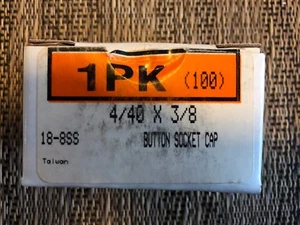 1PK (100)
4/40 X 3/8
18-8SS BUTTON SOCKET CAP
Taiwan